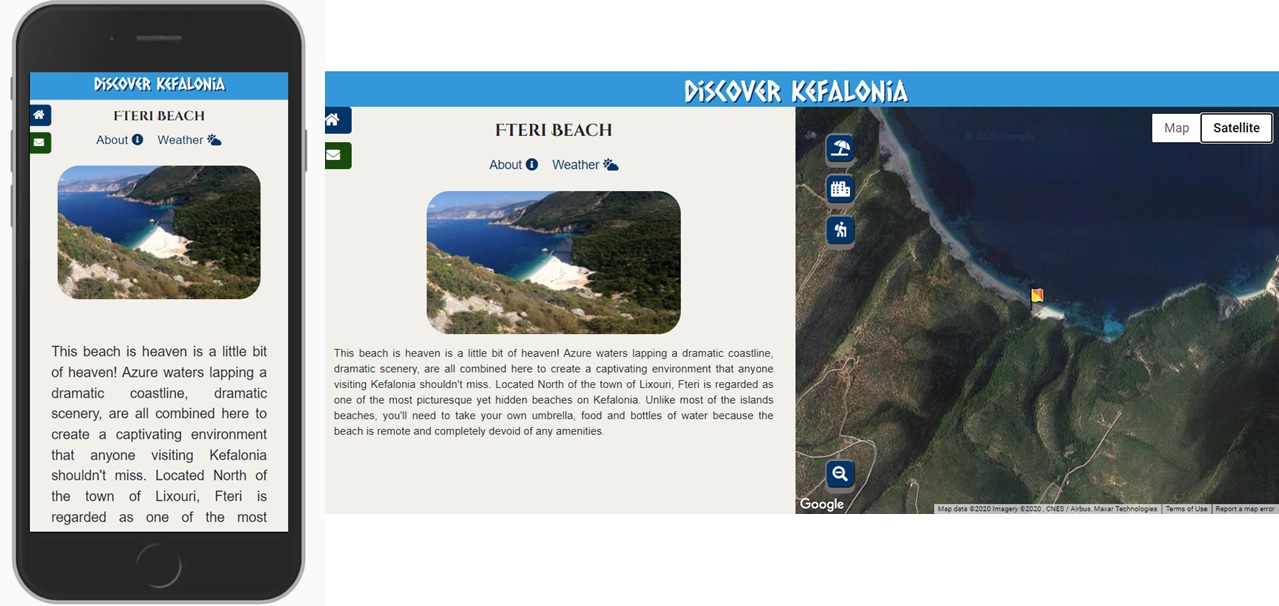 DISCOVER KEFALONIA
FTERI BEACH
About
Weather
This beach is heaven is a little bit
of heaven! Azure waters lapping a
dramatic coastline, dramatic
scenery, are all combined here to
create a captivating environment
that anyone visiting Kefalonia
shouldn't miss. Located North of
the town of Lixouri, Fteri is
regarded as one of the most
DISCOVER KEFALONIA
FTERI BEACH
About
Weather
This beach is heaven is a little bit of heaven! Azure waters lapping a dramatic coastline,
dramatic scenery, are all combined here to create a captivating environment that anyone
visiting Kefalonia shouldn't miss. Located North of the town of Lixouri, Fteri is regarded as
one of the most picturesque yet hidden beaches on Kefalonia. Unlike most of the islands
beaches, you'll need to take your own umbrella, food and bottles of water because the
beach is remote and completely devoid of any amenities.
© 2020 Google
Map Satellite
Google
Map data ©2020 Imagery ©2020 , CNES / Airbus, Maxar Technologies Terms of Use Report a map error